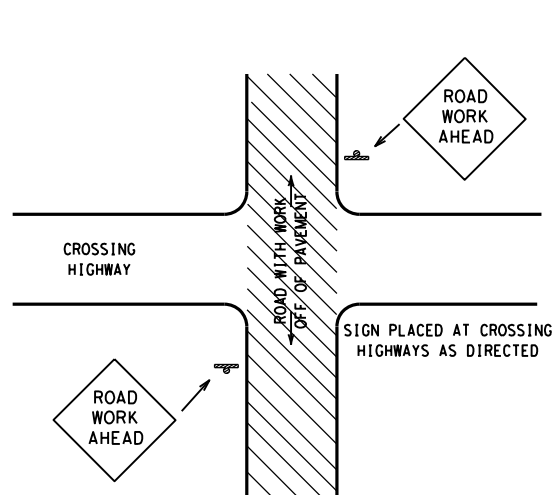 ROAD
WORK
AHEAD
ROAD WITH WORK
OFF OF PAVEMENT
CROSSING
HIGHWAY
SIGN PLACED AT CROSSING
HIGHWAYS AS DIRECTED
ROAD
WORK
AHEAD